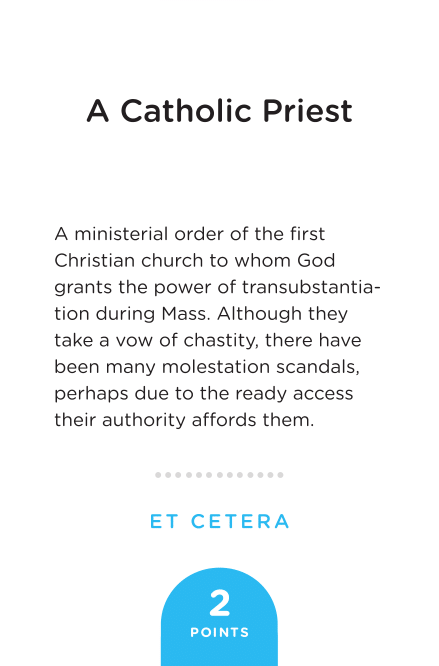 A Catholic Priest
A ministerial order of the first
Christian church to whom God
grants the power of transubstantia-
tion during Mass. Although they
take a vow of chastity, there have
been many molestation scandals,
perhaps due to the ready access
their authority affords them.
ET CETERA
2
POINTS